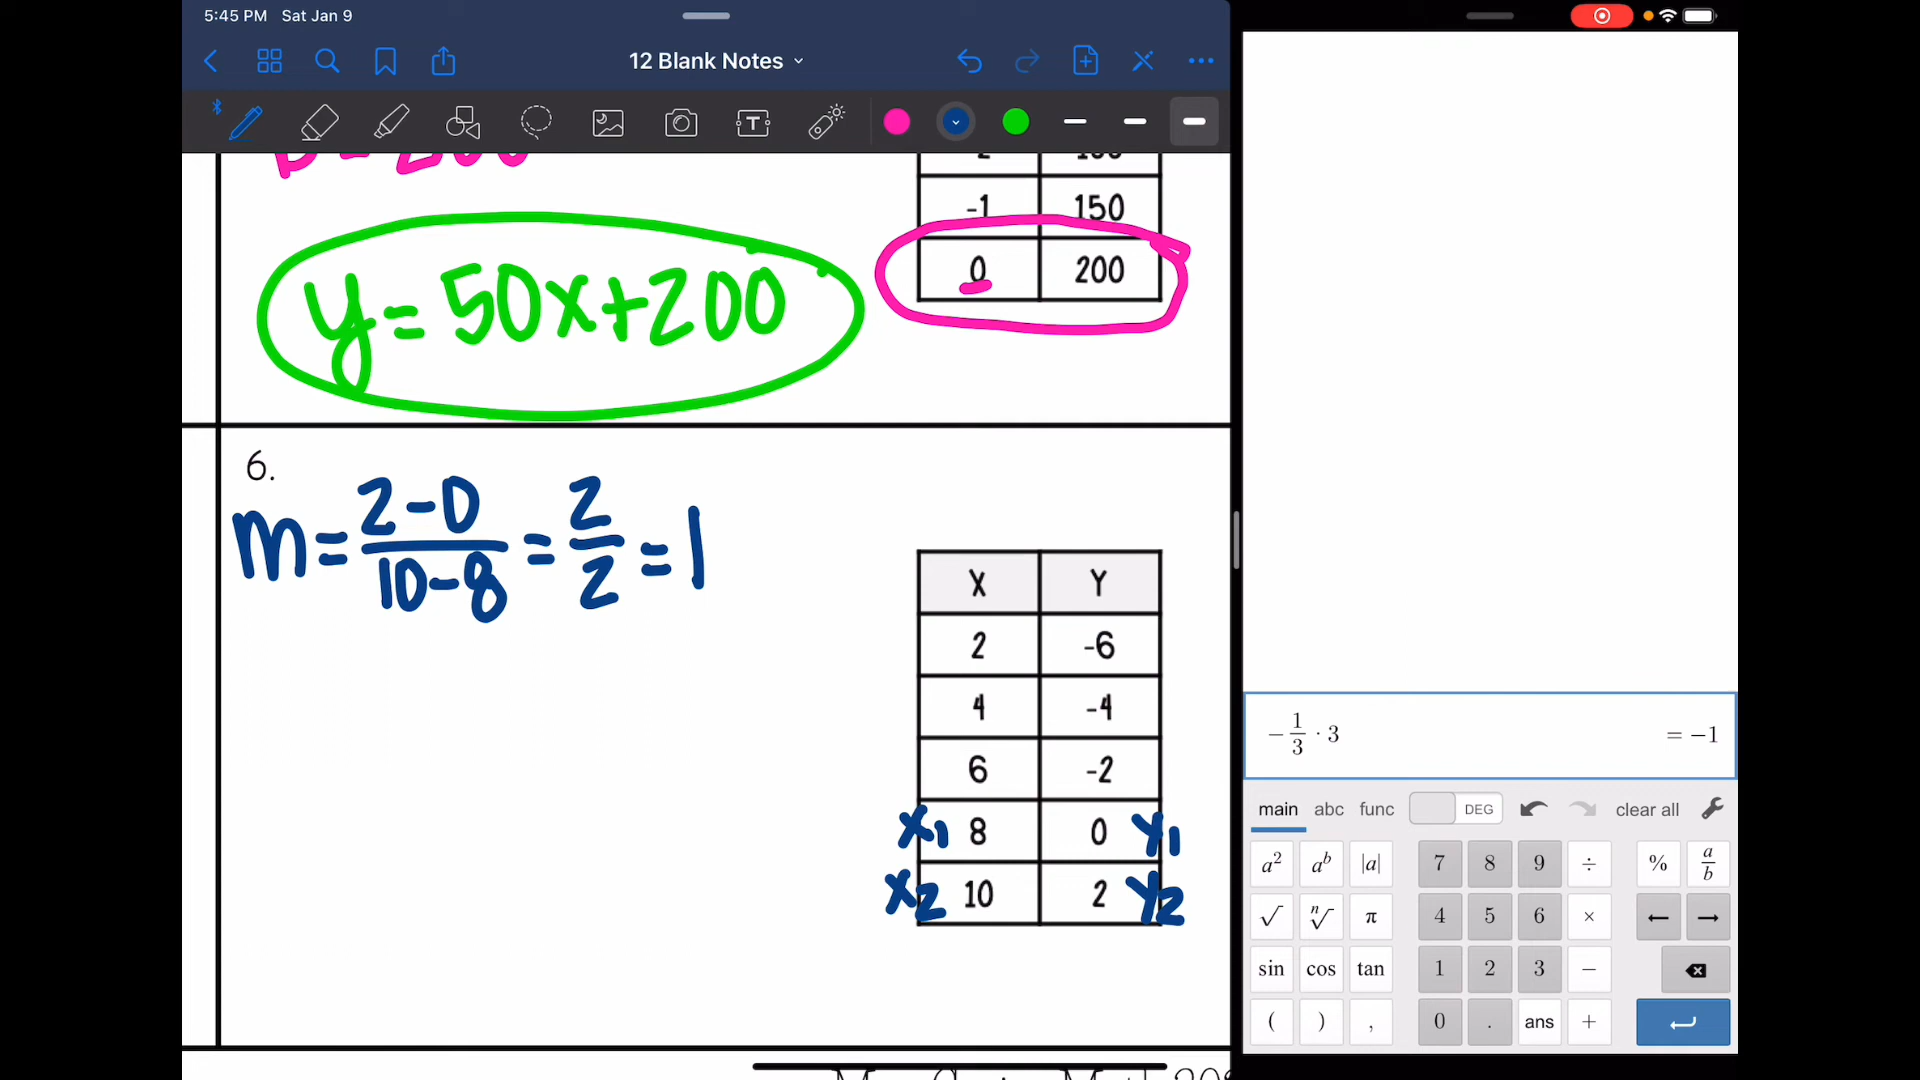 5:45 PM Sat Jan 9
12 Blank Notes
T
-1 150
0 200
y = 50x+200
6.
m = 2-0 / 10-8 = 2/2 = 1
X Y
2 -6
4 -4
6 -2
x1 8 0 y1
x2 10 2 y2
- 1/3 · 3 = -1
main abc func DEG clear all
a² aᵇ |a| 7 8 9 ÷ % a/b
√ ⁿ√ π 4 5 6 × ← →
sin cos tan 1 2 3 −
( ) , 0 . ans +